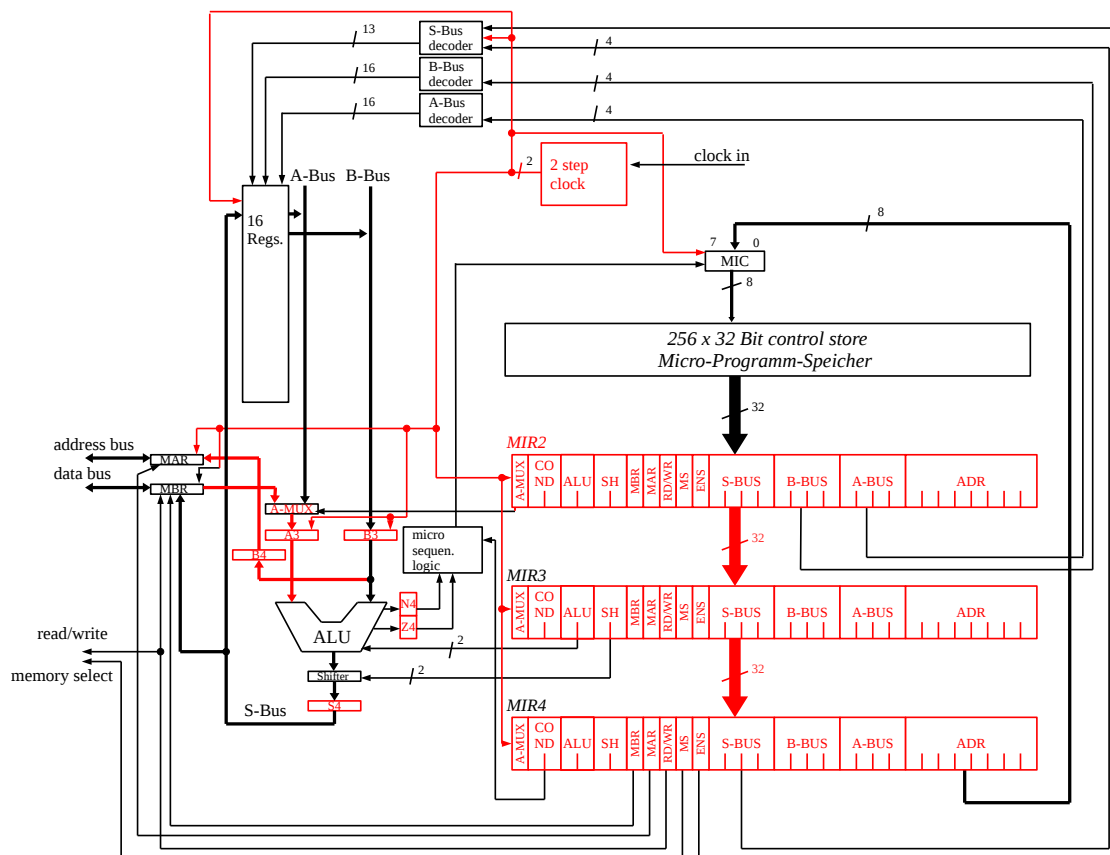 13
S-Bus
decoder
4
16
B-Bus
decoder
4
16
A-Bus
decoder
4
2
2 step
clock
clock in
A-Bus
B-Bus
16
Regs.
8
7
0
MIC
8
256 x 32 Bit control store
Micro-Programm-Speicher
32
address bus
MAR
data bus
MBR
A-MUX
A3
B3
B4
micro
sequen.
logic
MIR2
A-MUX
CO
ND
ALU
SH
MBR
MAR
RD/WR
MS
ENS
S-BUS
B-BUS
A-BUS
ADR
32
N4
Z4
ALU
2
MIR3
A-MUX
CO
ND
ALU
SH
MBR
MAR
RD/WR
MS
ENS
S-BUS
B-BUS
A-BUS
ADR
read/write
memory select
Shifter
2
32
S-Bus
S4
MIR4
A-MUX
CO
ND
ALU
SH
MBR
MAR
RD/WR
MS
ENS
S-BUS
B-BUS
A-BUS
ADR